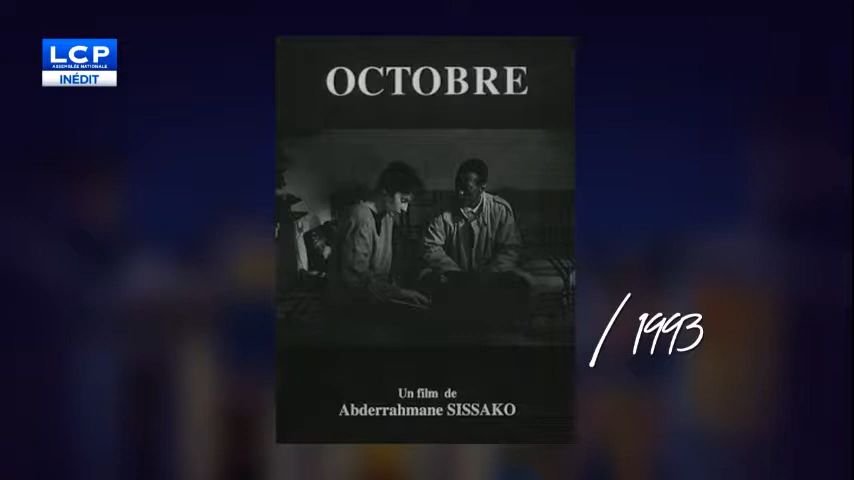 LCP
ASSEMBLÉE NATIONALE
INÉDIT
OCTOBRE
/ 1993
Un film de
Abderrahmane SISSAKO